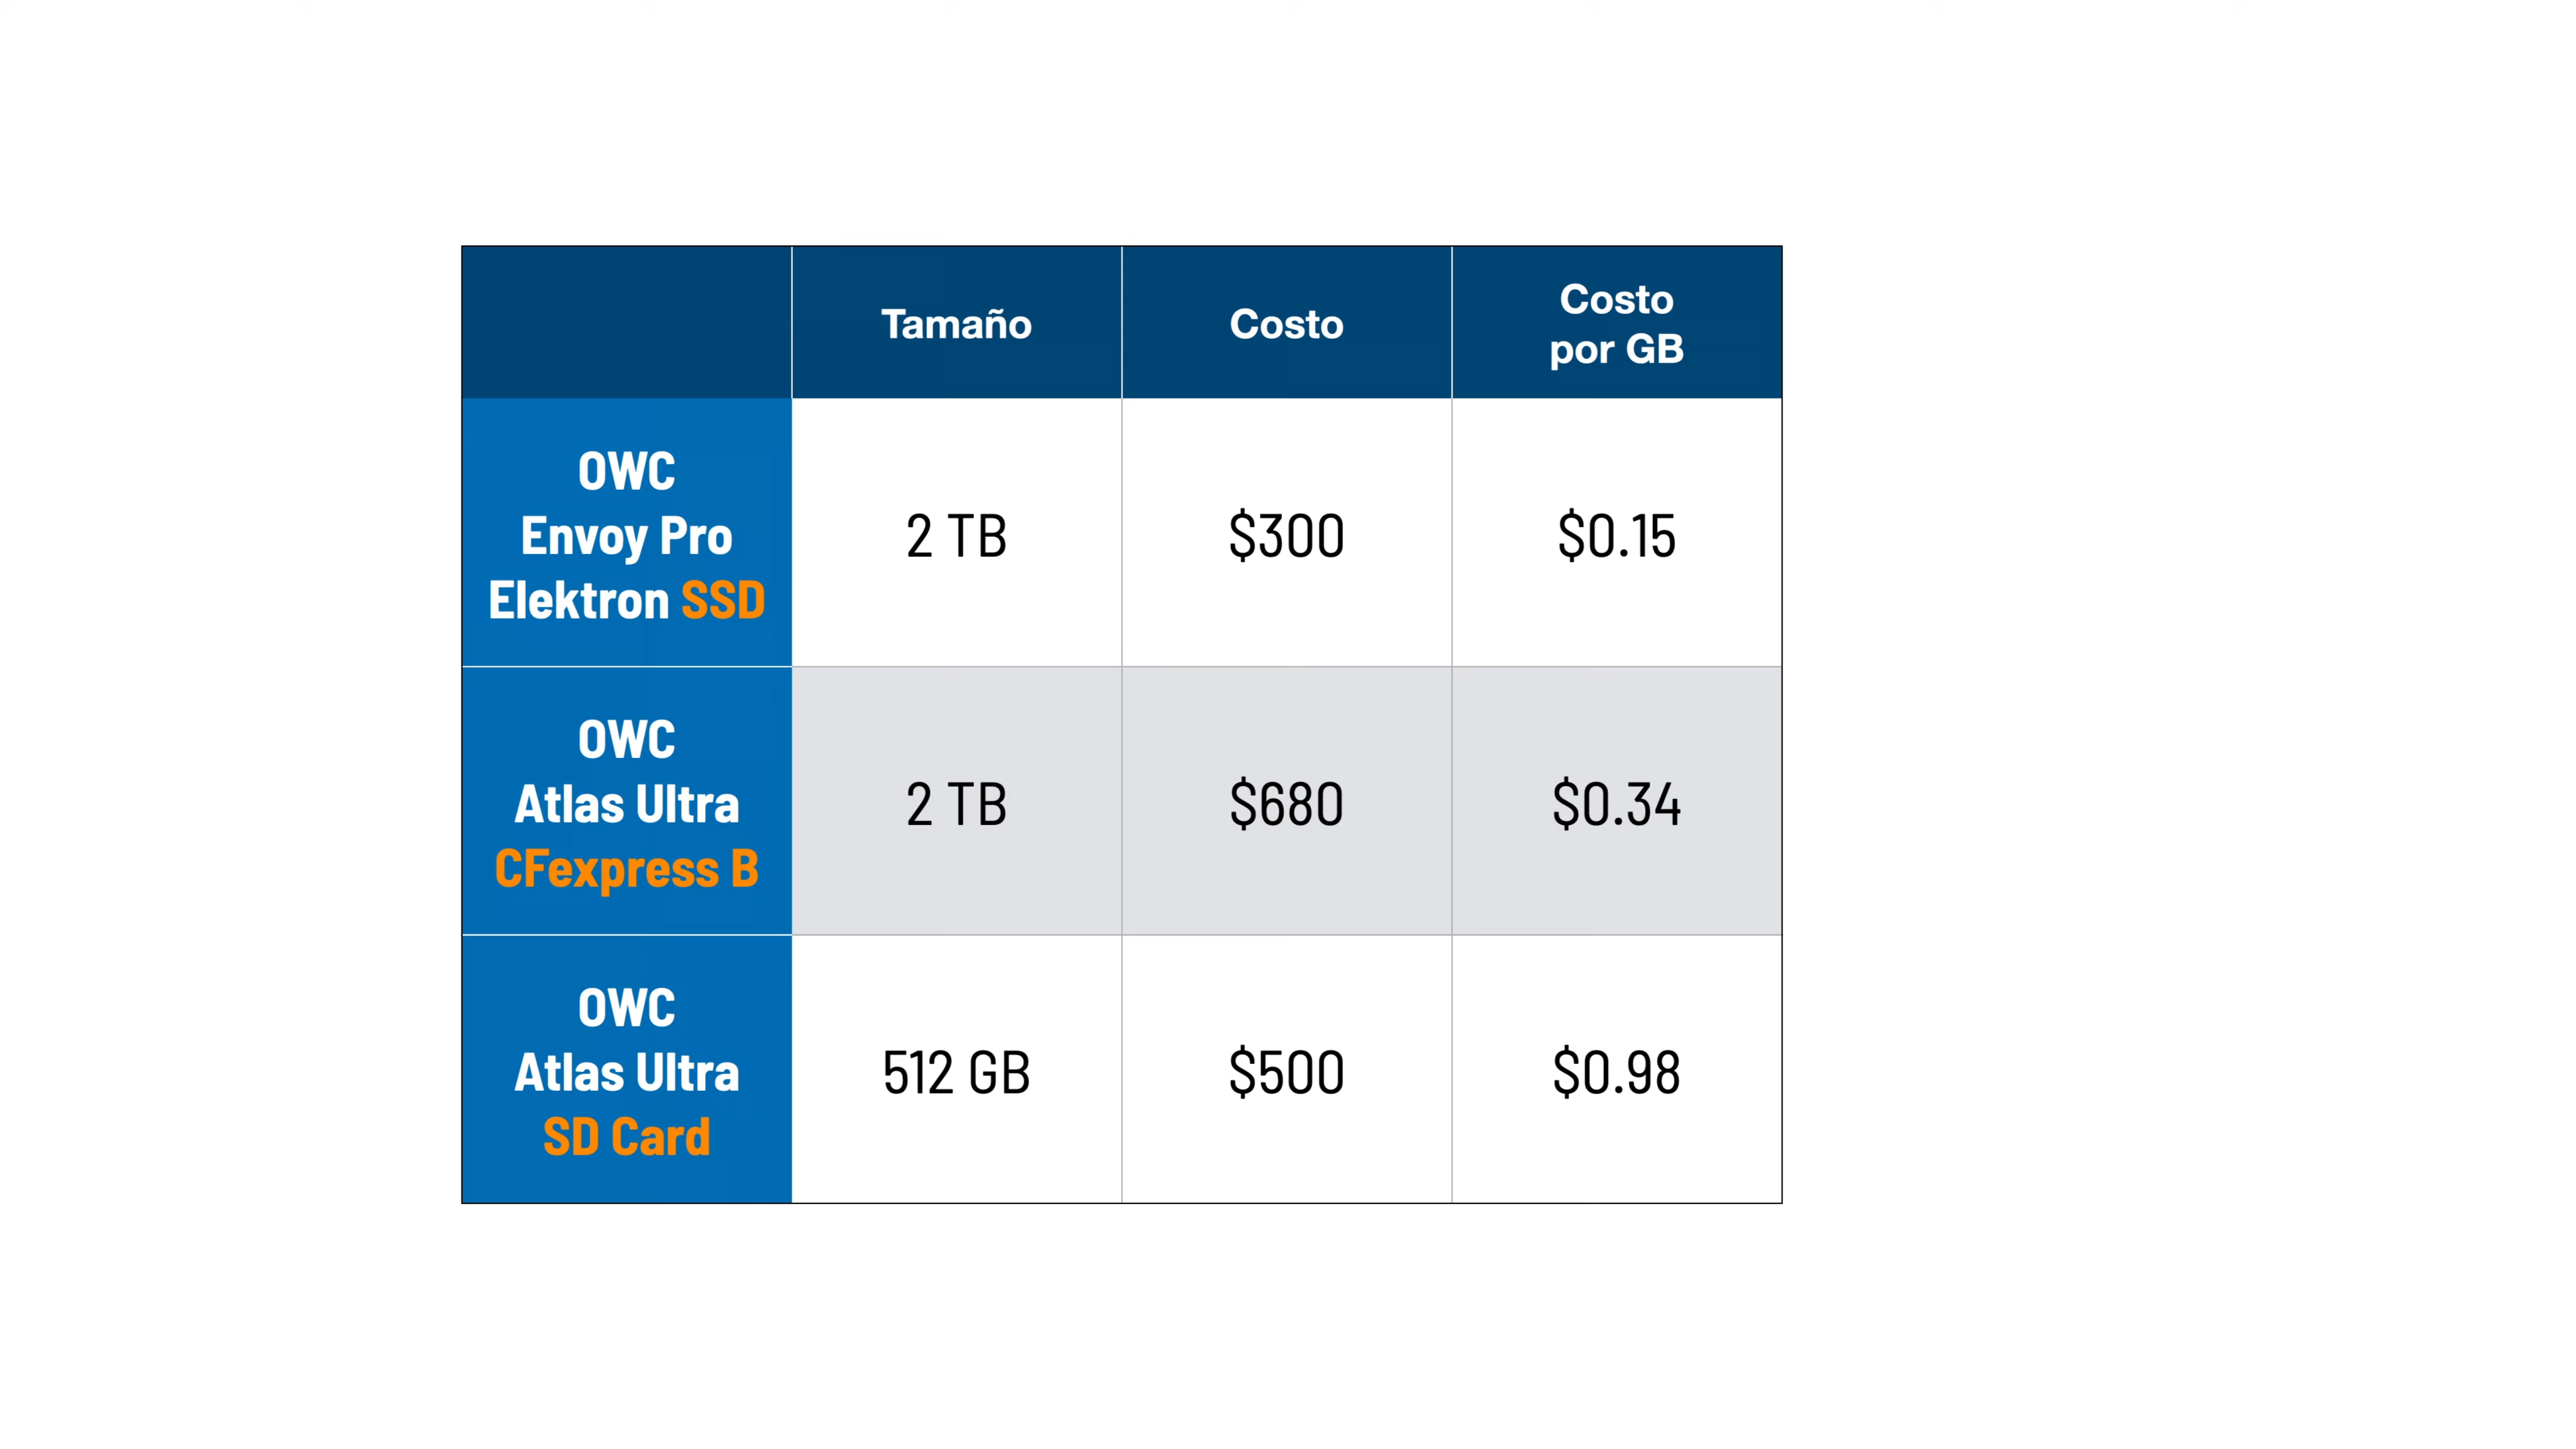 Tamaño
Costo
Costo
por GB
OWC
Envoy Pro
Elektron SSD
2 TB
$300
$0.15
OWC
Atlas Ultra
CFexpress B
2 TB
$680
$0.34
OWC
Atlas Ultra
SD Card
512 GB
$500
$0.98